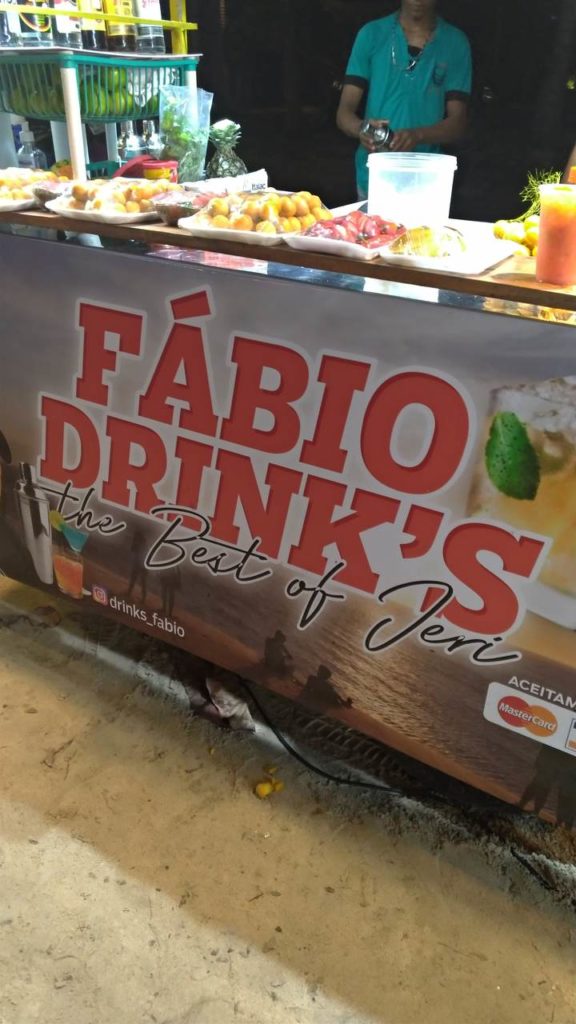 FÁBIO
DRINK'S
the Best of Jeri
drinks_fabio
ACEITAM
MasterCard